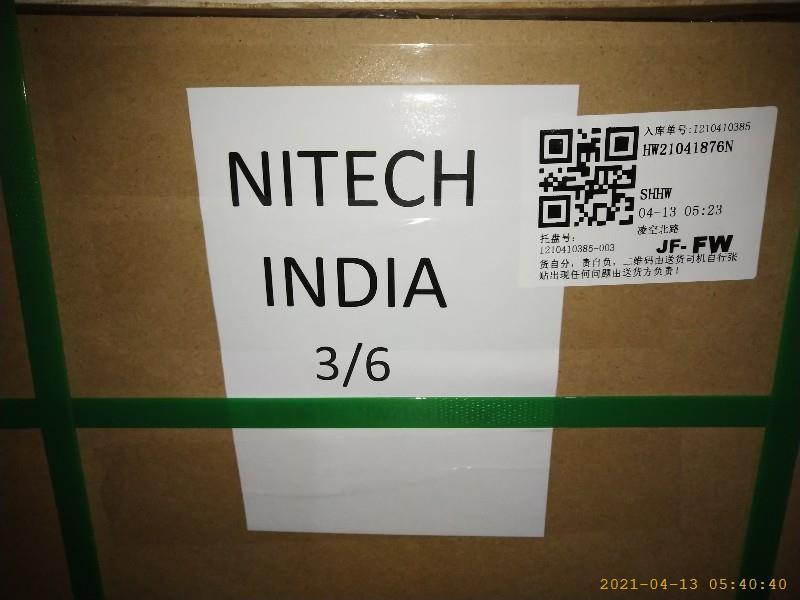 NITECH
INDIA
3/6
入库单号:I210410385
HW21041876N
SHHW
04-13 05:23
凌空北路
托盘号:
I210410385-003
JF-FW
货自分，责自负，二维码由送货司机自行张
贴出现任何问题由送货方负责!
2021-04-13 05:40:40